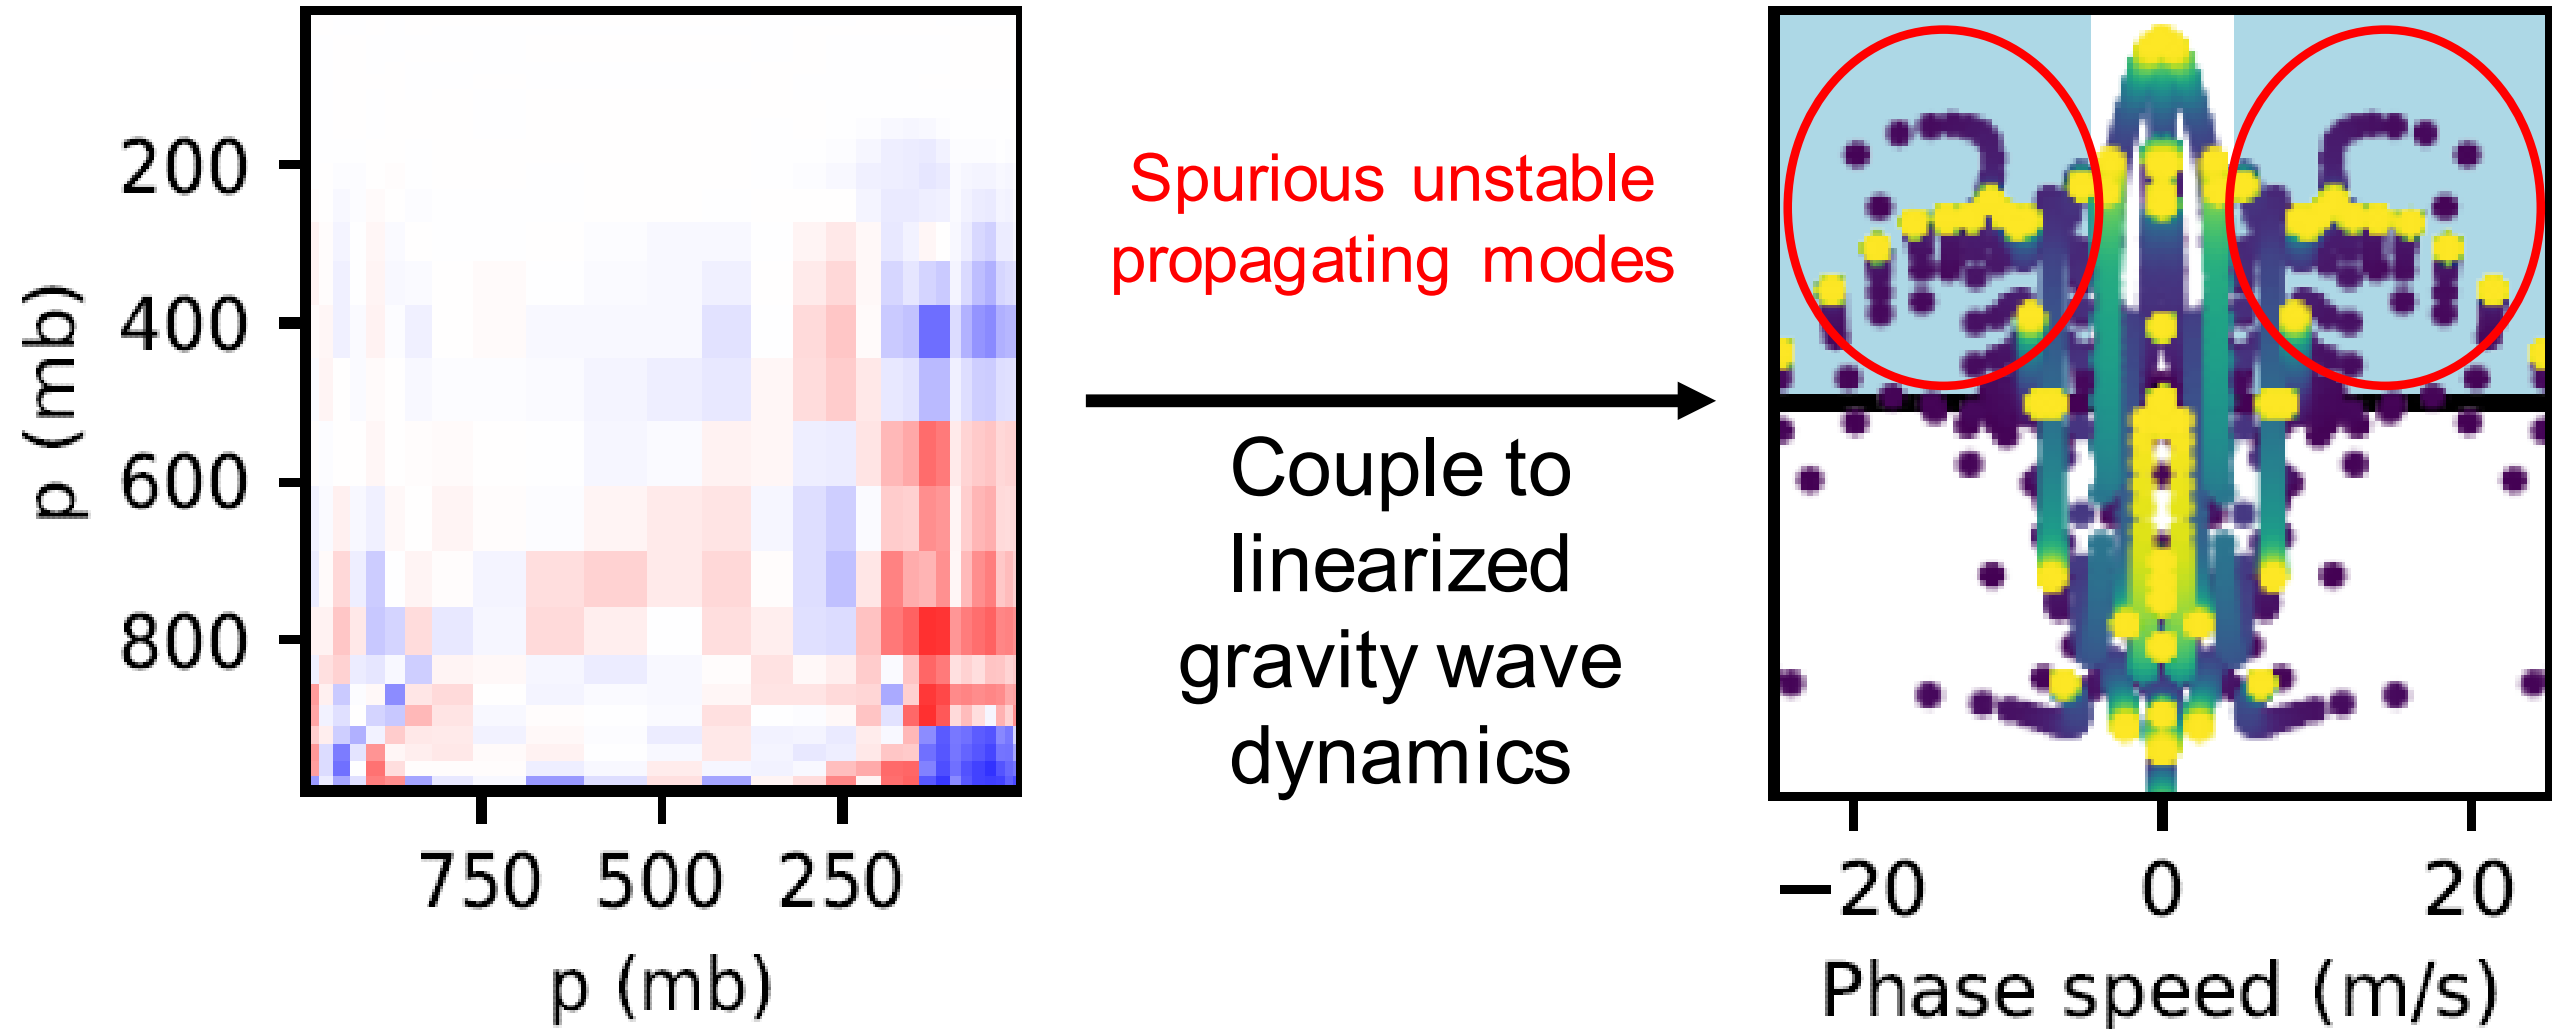 p (mb)
200
400
600
800
750 500 250
p (mb)
Spurious unstable
propagating modes
Couple to
linearized
gravity wave
dynamics
−20 0 20
Phase speed (m/s)